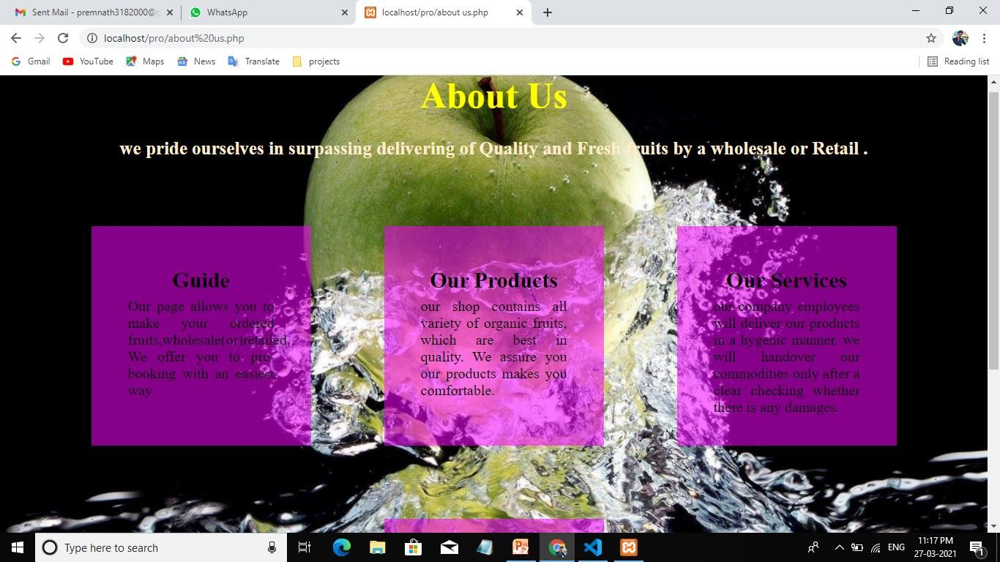 Sent Mail - premnath3182000@g
WhatsApp
localhost/pro/about us.php
localhost/pro/about%20us.php
Gmail
YouTube
Maps
News
Translate
projects
Reading list
About Us
we pride ourselves in surpassing delivering of Quality and Fresh fruits by a wholesale or Retail .
Guide
Our page allows you to
make your ordered
fruits,wholesale(or)retailed.
We offer you to pre-
booking with an easiest
way
Our Products
our shop contains all
variety of organic fruits,
which are best in
quality. We assure you
our products makes you
comfortable.
Our Services
our company employees
will deliver our products
in a hygenic manner. we
will handover our
commodities only after a
clear checking whether
there is any damages.
Type here to search
ENG
11:17 PM
27-03-2021
1